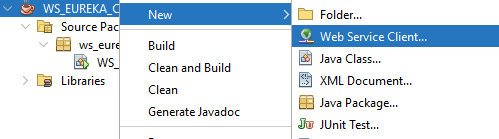 WS_EUREKA_C
Source Pac
ws_eure
WS_
Libraries
New
Build
Clean and Build
Clean
Generate Javadoc
Folder...
Web Service Client...
Java Class...
XML Document...
Java Package...
JUnit Test...